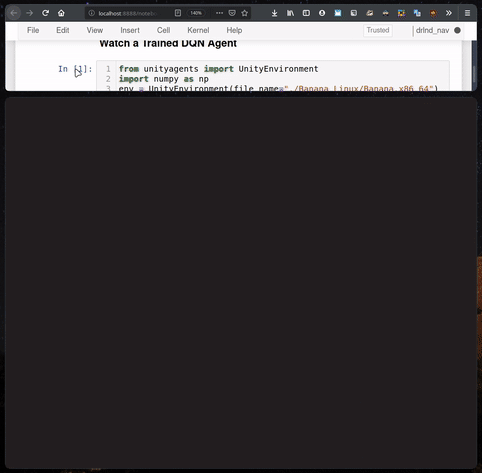 localhost:8888/note
140%
File Edit View Insert Cell Kernel Help Trusted drlnd_nav
Watch a Trained DQN Agent
In [1]: 1 from unityagents import UnityEnvironment
2 import numpy as np
3 env = UnityEnvironment(file_name="./Banana_Linux/Banana.x86_64")